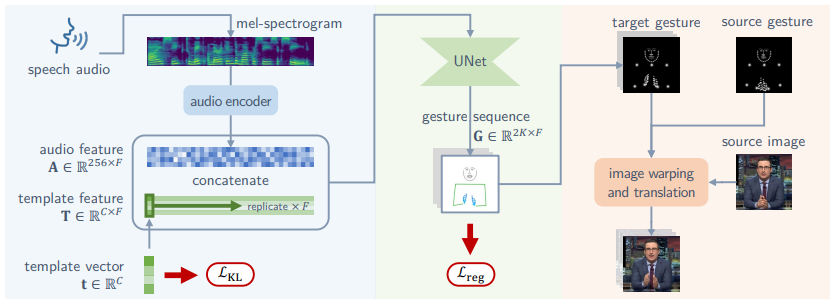 speech audio
mel-spectrogram
audio encoder
audio feature
A ∈ ℝ^{256×F}
concatenate
template feature
T ∈ ℝ^{C×F}
replicate × F
template vector
t ∈ ℝ^C
ℒ_KL
UNet
gesture sequence
G ∈ ℝ^{2K×F}
ℒ_reg
target gesture
source gesture
source image
image warping
and translation